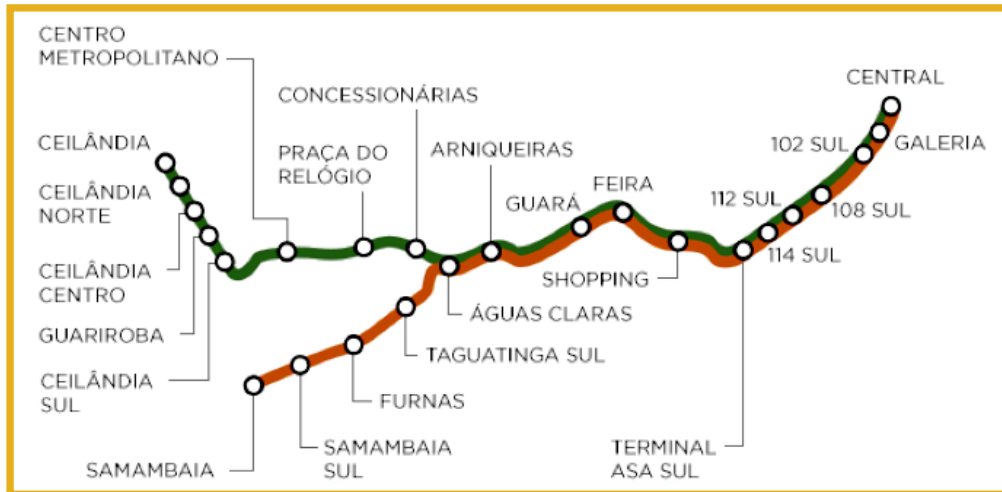 CENTRO
METROPOLITANO
CONCESSIONÁRIAS
CENTRAL
CEILÂNDIA
PRAÇA DO
RELÓGIO
ARNIQUEIRAS
102 SUL
GALERIA
CEILÂNDIA
NORTE
GUARÁ
FEIRA
112 SUL
108 SUL
114 SUL
CEILÂNDIA
CENTRO
SHOPPING
ÁGUAS CLARAS
GUARIROBA
TAGUATINGA SUL
CEILÂNDIA
SUL
FURNAS
SAMAMBAIA
SAMAMBAIA
SUL
TERMINAL
ASA SUL